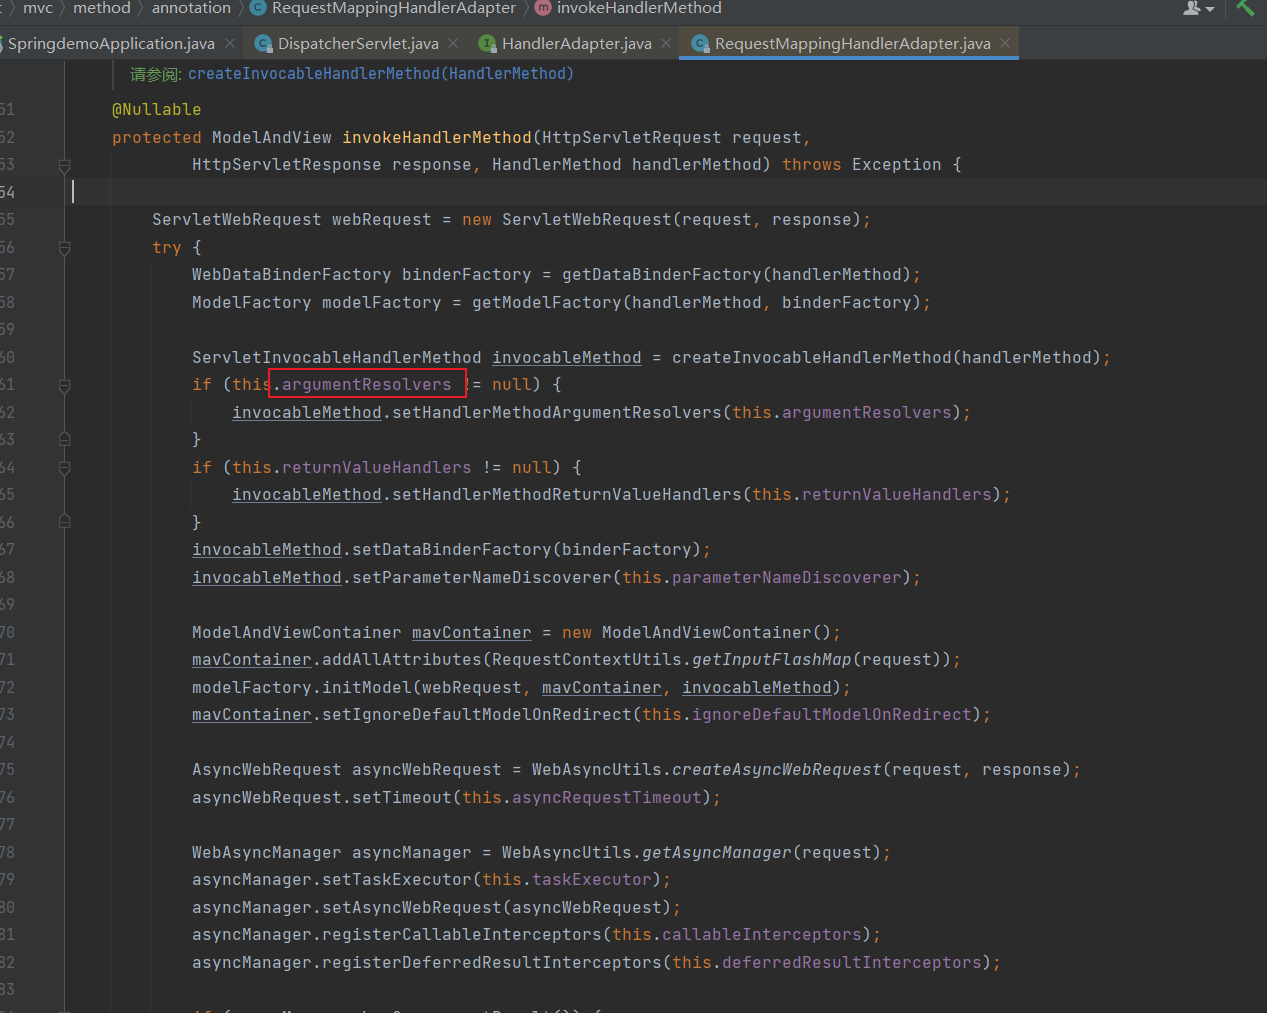 mvc 〉 method 〉 annotation 〉 C RequestMappingHandlerAdapter 〉 m invokeHandlerMethod
SpringdemoApplication.java × C DispatcherServlet.java × I HandlerAdapter.java × C RequestMappingHandlerAdapter.java ×
请参阅: createInvocableHandlerMethod(HandlerMethod)
51 @Nullable
52 protected ModelAndView invokeHandlerMethod(HttpServletRequest request,
53 HttpServletResponse response, HandlerMethod handlerMethod) throws Exception {
54
55 ServletWebRequest webRequest = new ServletWebRequest(request, response);
56 try {
57 WebDataBinderFactory binderFactory = getDataBinderFactory(handlerMethod);
58 ModelFactory modelFactory = getModelFactory(handlerMethod, binderFactory);
59
60 ServletInvocableHandlerMethod invocableMethod = createInvocableHandlerMethod(handlerMethod);
61 if (this.argumentResolvers != null) {
62 invocableMethod.setHandlerMethodArgumentResolvers(this.argumentResolvers);
63 }
64 if (this.returnValueHandlers != null) {
65 invocableMethod.setHandlerMethodReturnValueHandlers(this.returnValueHandlers);
66 }
67 invocableMethod.setDataBinderFactory(binderFactory);
68 invocableMethod.setParameterNameDiscoverer(this.parameterNameDiscoverer);
69
70 ModelAndViewContainer mavContainer = new ModelAndViewContainer();
71 mavContainer.addAllAttributes(RequestContextUtils.getInputFlashMap(request));
72 modelFactory.initModel(webRequest, mavContainer, invocableMethod);
73 mavContainer.setIgnoreDefaultModelOnRedirect(this.ignoreDefaultModelOnRedirect);
74
75 AsyncWebRequest asyncWebRequest = WebAsyncUtils.createAsyncWebRequest(request, response);
76 asyncWebRequest.setTimeout(this.asyncRequestTimeout);
77
78 WebAsyncManager asyncManager = WebAsyncUtils.getAsyncManager(request);
79 asyncManager.setTaskExecutor(this.taskExecutor);
80 asyncManager.setAsyncWebRequest(asyncWebRequest);
81 asyncManager.registerCallableInterceptors(this.callableInterceptors);
82 asyncManager.registerDeferredResultInterceptors(this.deferredResultInterceptors);
83